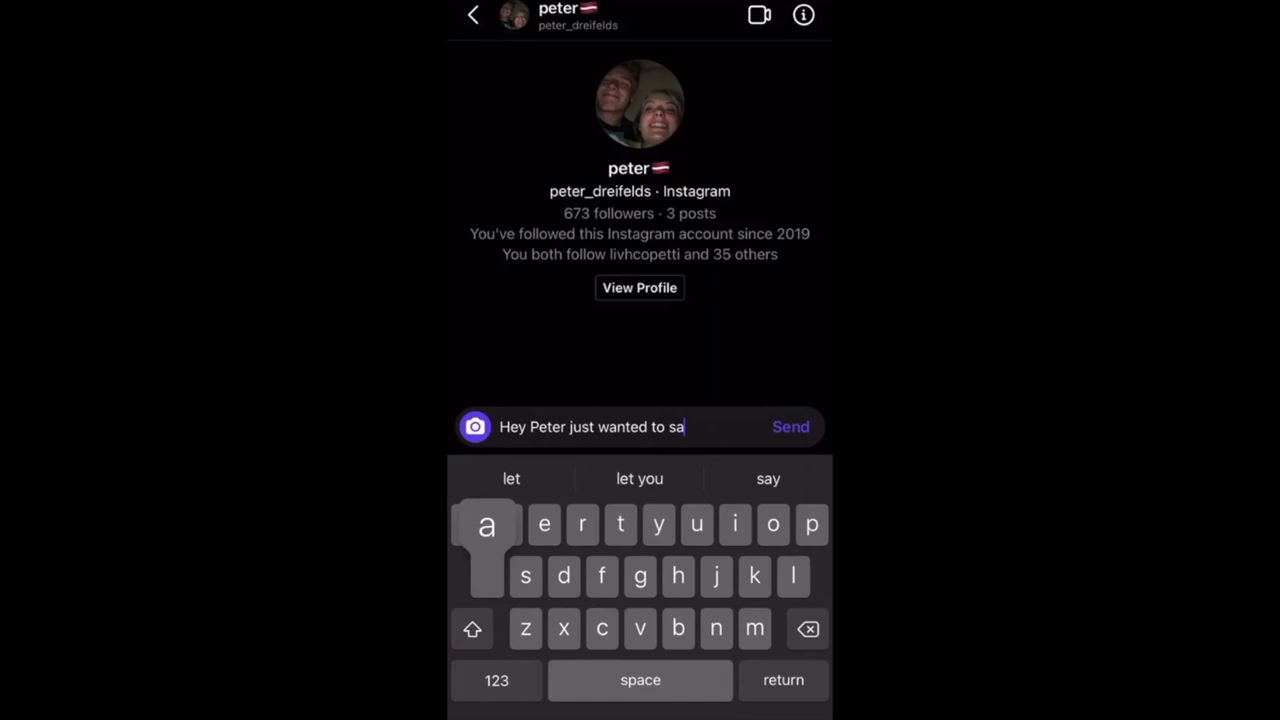 peter🇱🇻
peter_dreifelds
peter🇱🇻
peter_dreifelds · Instagram
673 followers · 3 posts
You've followed this Instagram account since 2019
You both follow livhcopetti and 35 others
View Profile
Hey Peter just wanted to sa Send
let let you say
a e r t y u i o p
s d f g h j k l
z x c v b n m
123 space return